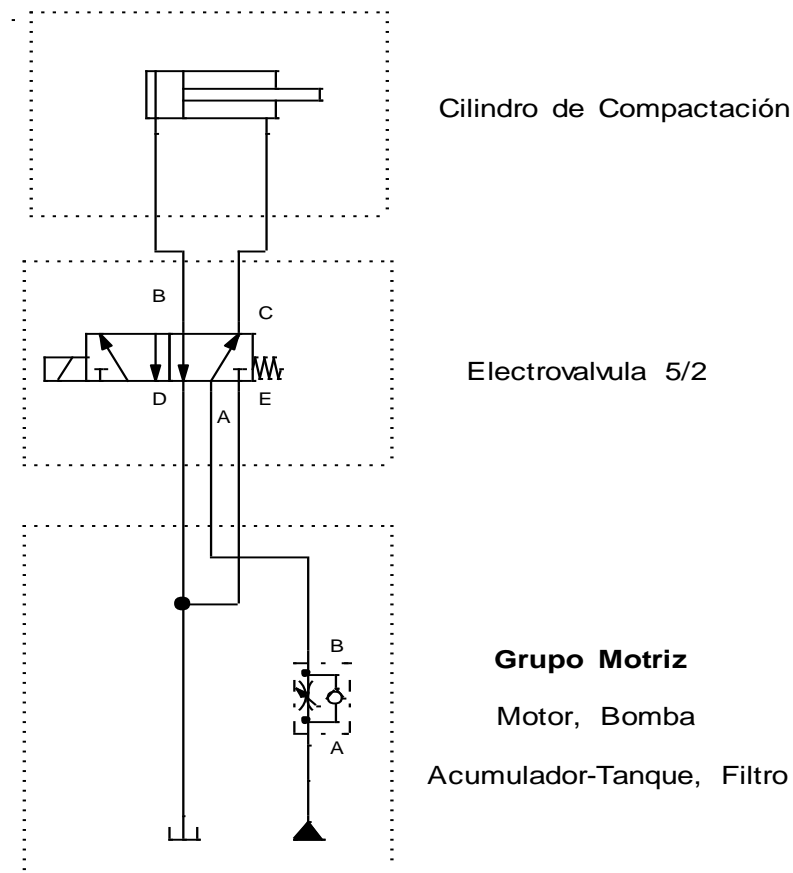 Cilindro de Compactación
B
C
Electrovalvula 5/2
D
A
E
B
Grupo Motriz
Motor, Bomba
A
Acumulador-Tanque, Filtro